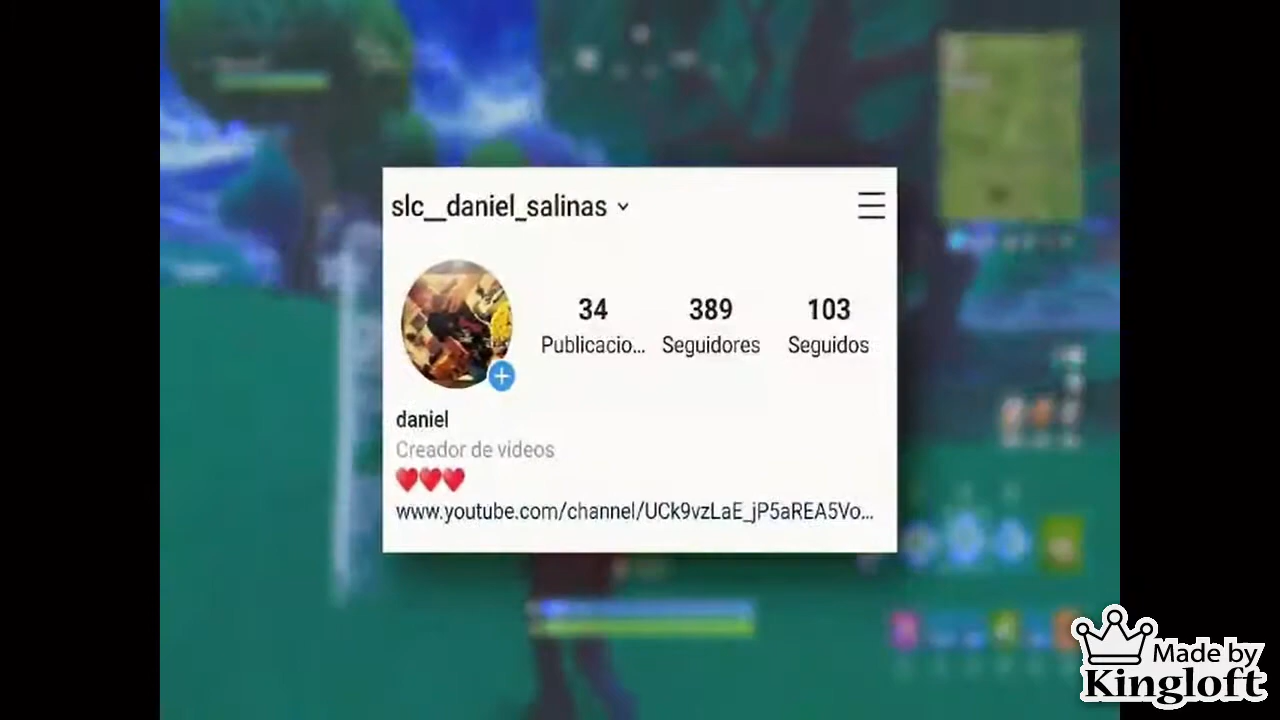 slc__daniel_salinas
34 389 103
Publicacio... Seguidores Seguidos
daniel
Creador de videos
www.youtube.com/channel/UCk9vzLaE_jP5aREA5Vo...
Made by
Kingloft